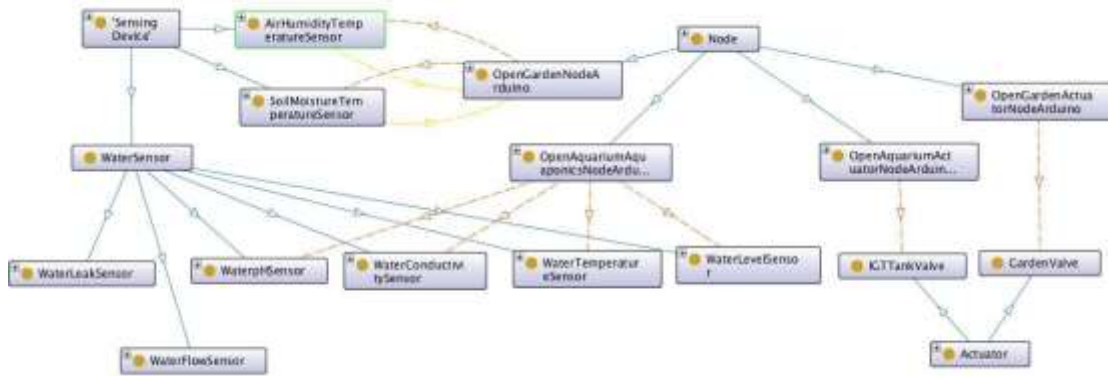 'Sensing
Device'
AirHumidityTemp
eratureSensor
Node
OpenGardenNodeA
rduino
SoilMoistureTem
peratureSensor
OpenGardenActua
torNodeArduino
WaterSensor
OpenAquariumAqu
aponicsNodeArdu...
OpenAquariumAct
uatorNodeArduin...
WaterLeakSensor
WaterpHSensor
WaterConductivi
tySensor
WaterTemperatur
eSensor
WaterLevelSenso
r
TankValve
GardenValve
WaterFlowSensor
Actuator